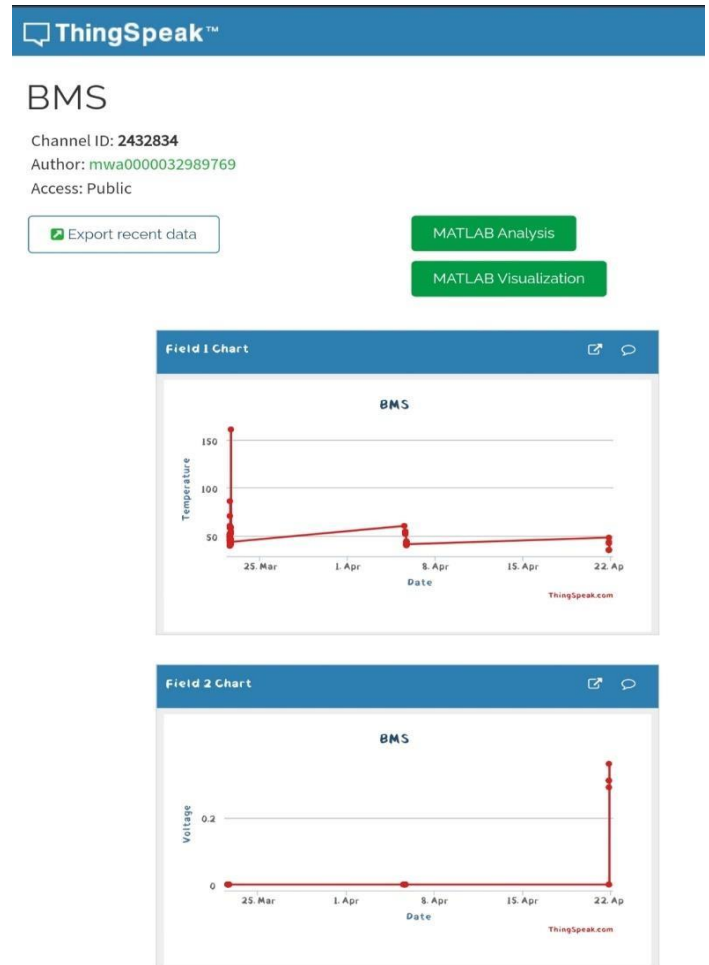 ThingSpeak™
BMS
Channel ID: 2432834
Author: mwa0000032989769
Access: Public
Export recent data
MATLAB Analysis
MATLAB Visualization
Field 1 Chart
BMS
150
100
50
Temperature
25. Mar 1. Apr 8. Apr 15. Apr 22. Ap
Date
ThingSpeak.com
Field 2 Chart
BMS
0.2
0
Voltage
25. Mar 1. Apr 8. Apr 15. Apr 22. Ap
Date
ThingSpeak.com